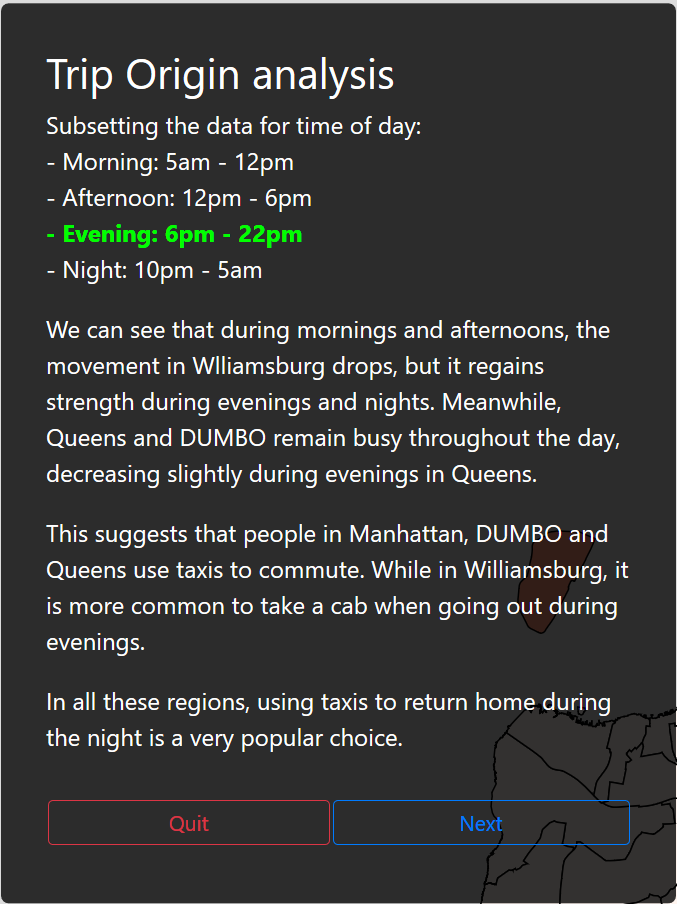 Trip Origin analysis
Subsetting the data for time of day:
- Morning: 5am - 12pm
- Afternoon: 12pm - 6pm
- Evening: 6pm - 22pm
- Night: 10pm - 5am
We can see that during mornings and afternoons, the
movement in Wlliamsburg drops, but it regains
strength during evenings and nights. Meanwhile,
Queens and DUMBO remain busy throughout the day,
decreasing slightly during evenings in Queens.
This suggests that people in Manhattan, DUMBO and
Queens use taxis to commute. While in Williamsburg, it
is more common to take a cab when going out during
evenings.
In all these regions, using taxis to return home during
the night is a very popular choice.
Quit
Next